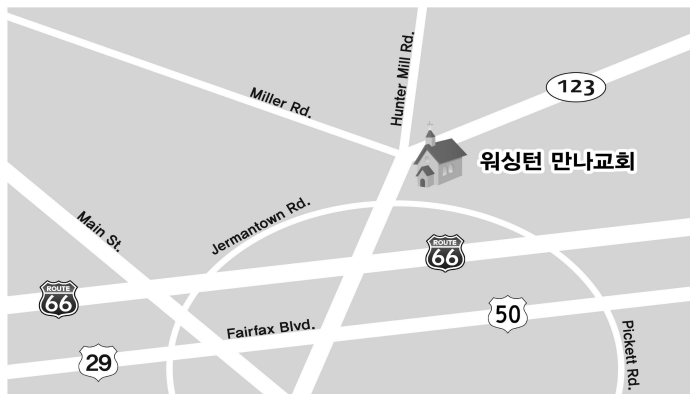 Hunter Mill Rd.
123
Miller Rd.
워싱턴 만나교회
Main St.
Jermantown Rd.
ROUTE
66
ROUTE
66
Fairfax Blvd.
50
29
Pickett Rd.